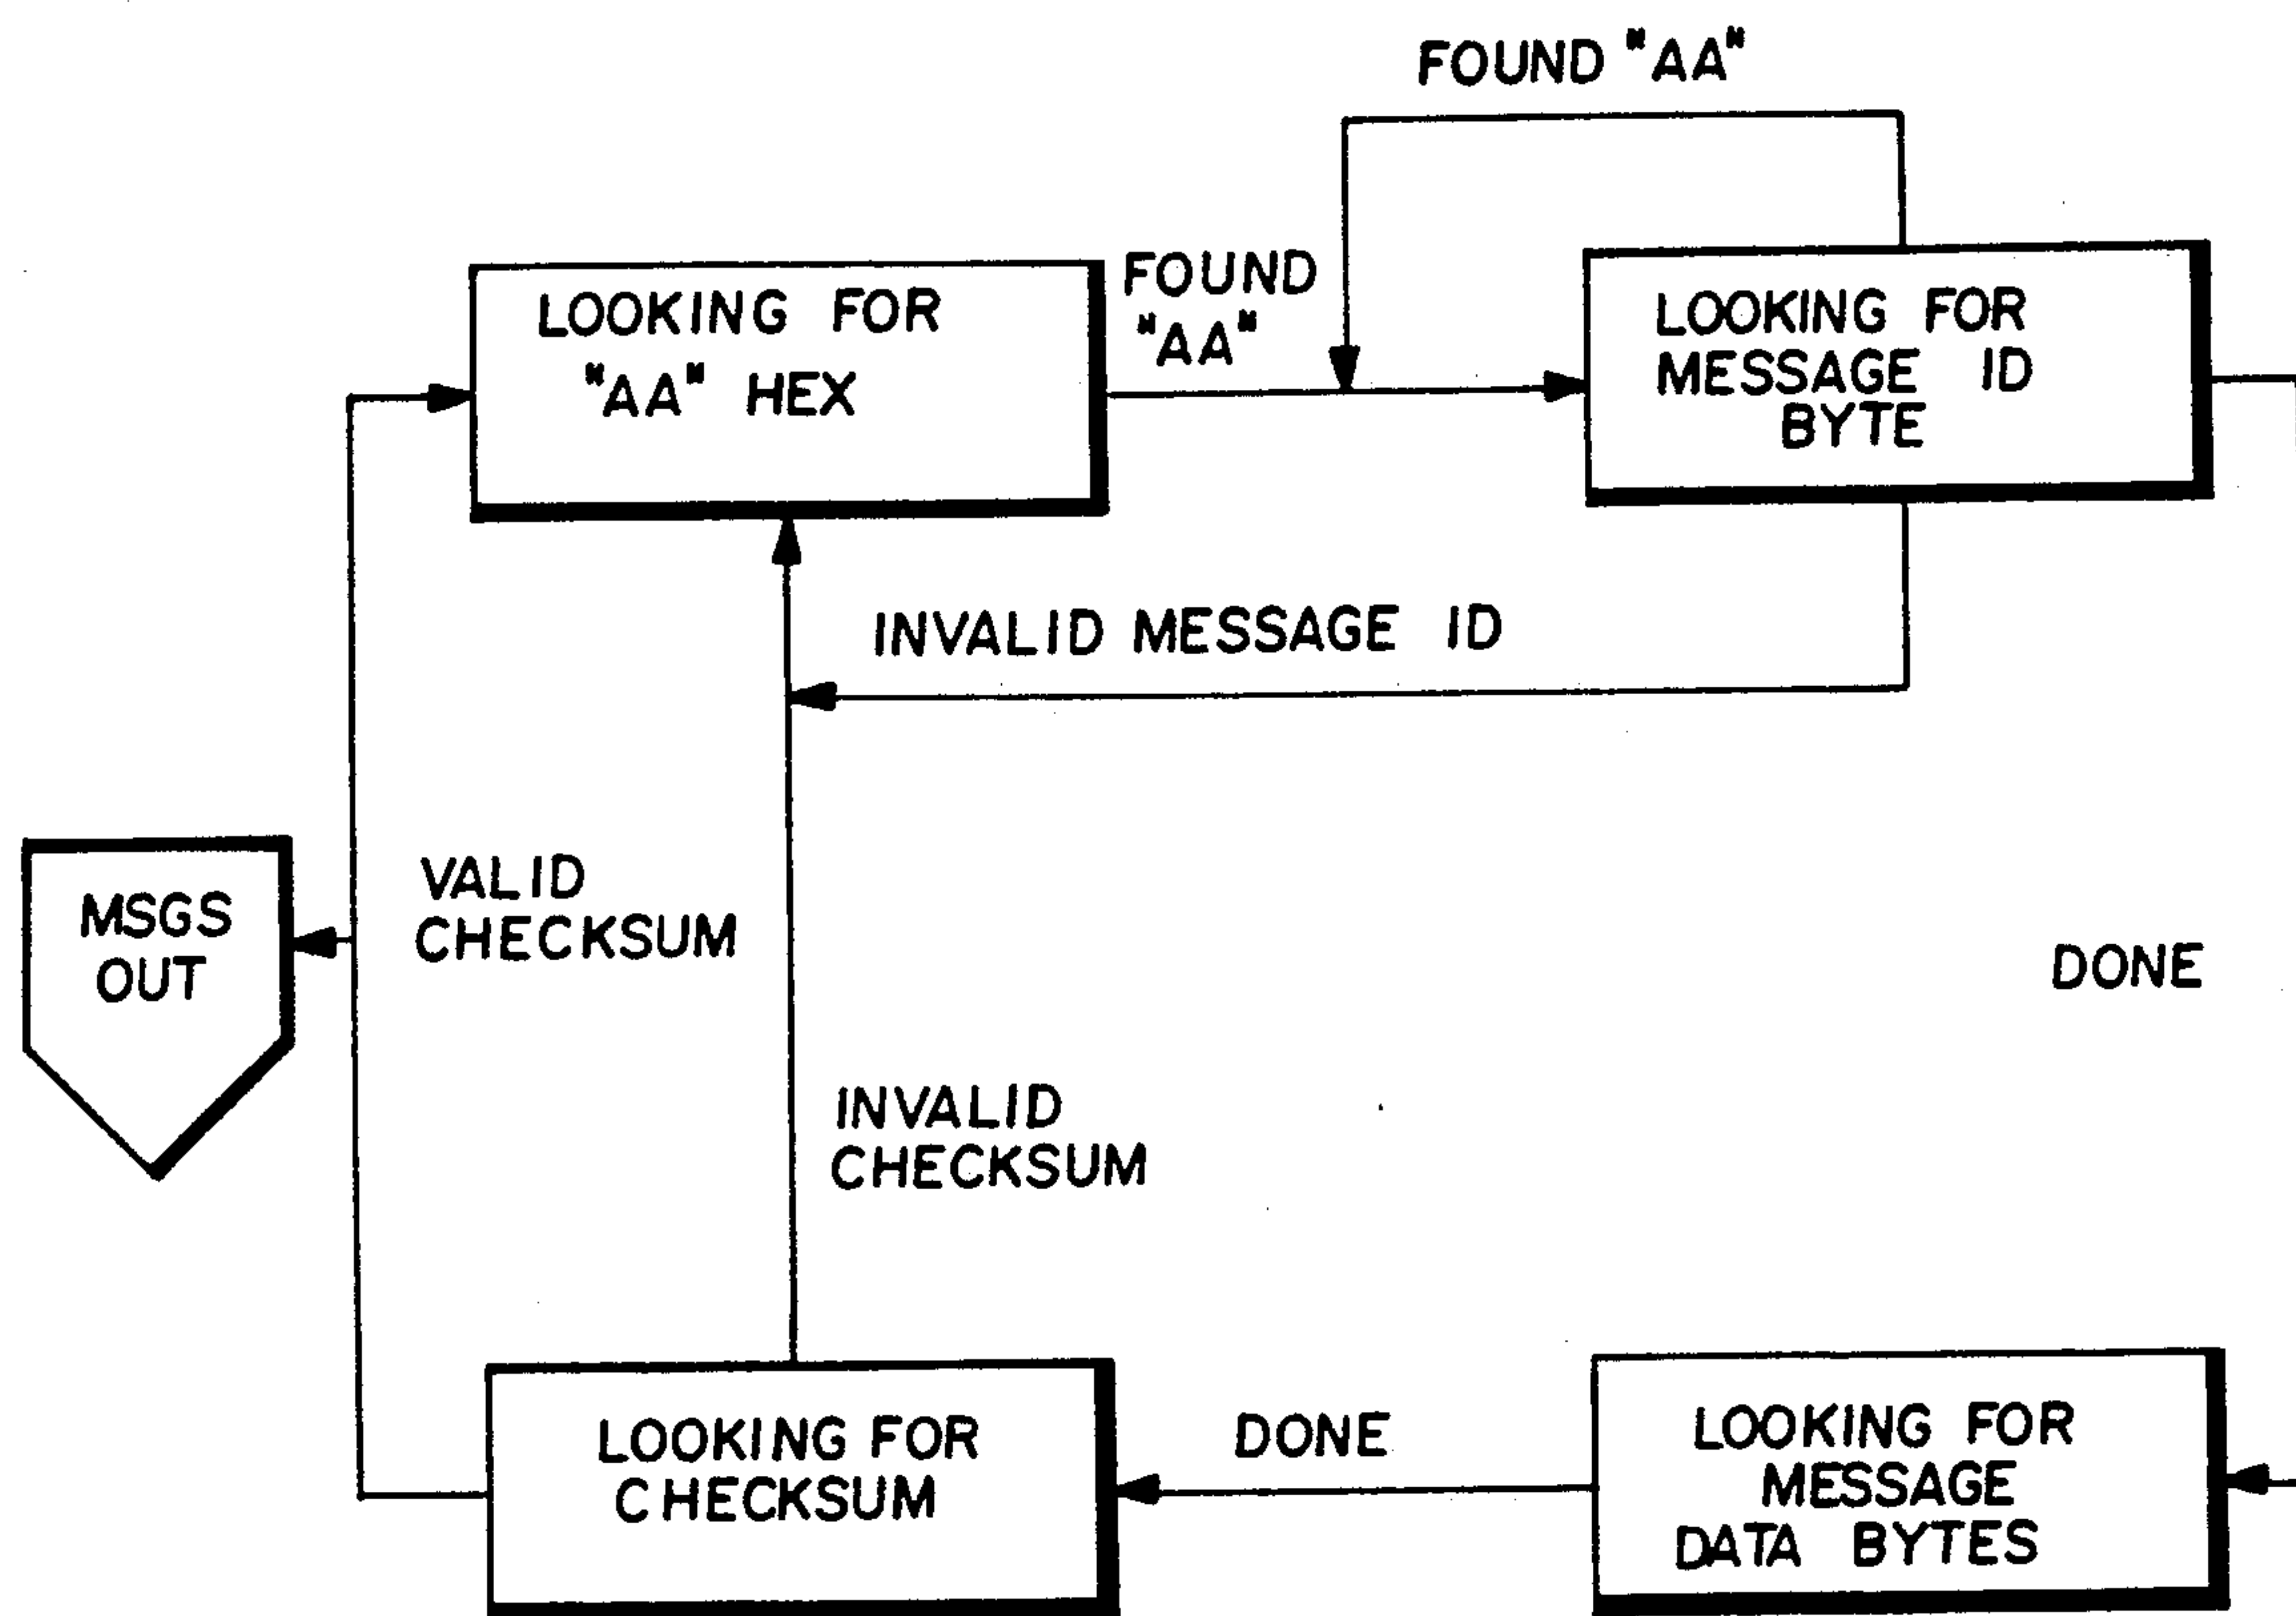 FOUND "AA"
LOOKING FOR
"AA" HEX
FOUND
"AA"
LOOKING FOR
MESSAGE ID
BYTE
INVALID MESSAGE ID
MSGS
OUT
VALID
CHECKSUM
DONE
INVALID
CHECKSUM
LOOKING FOR
CHECKSUM
DONE
LOOKING FOR
MESSAGE
DATA BYTES